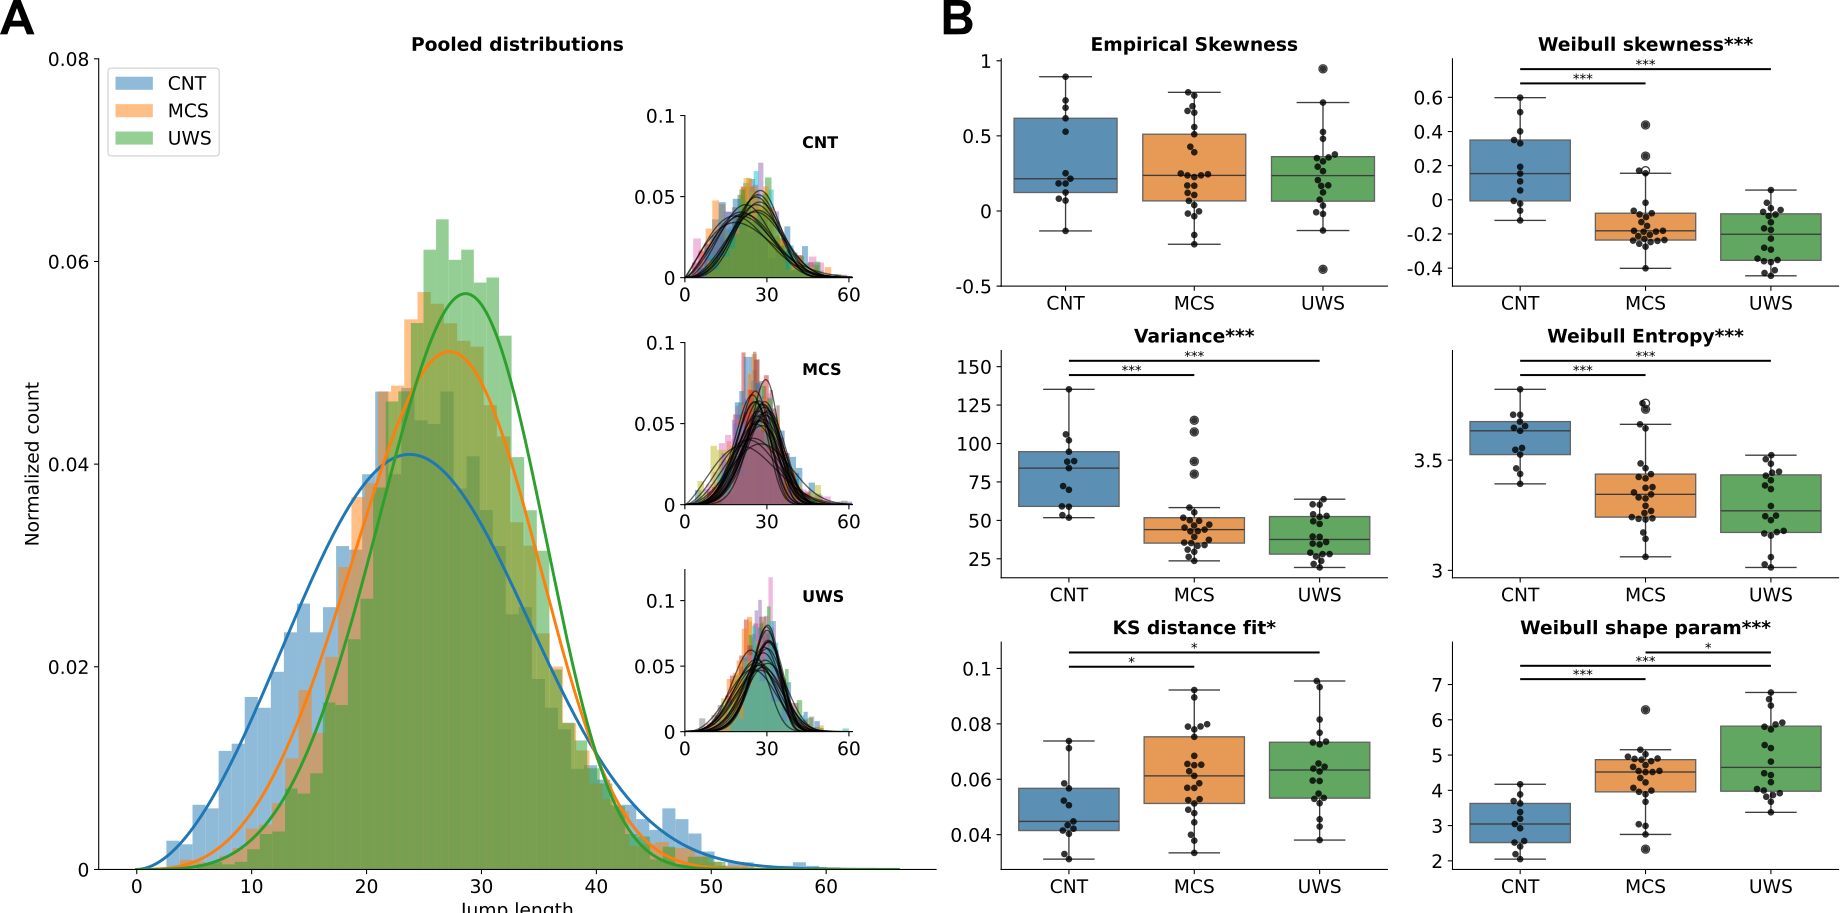 A
Pooled distributions
0.08
0.06
0.04
0.02
0
Normalized count
CNT
MCS
UWS
0 10 20 30 40 50 60
Jump length
CNT
0.1
0.05
0
0 30 60
MCS
0.1
0.05
0
0 30 60
UWS
0.1
0.05
0
0 30 60
B
Empirical Skewness
1
0.5
0
-0.5
CNT MCS UWS
Weibull skewness***
***
***
0.6
0.4
0.2
0
-0.2
-0.4
CNT MCS UWS
Variance***
***
***
150
125
100
75
50
25
CNT MCS UWS
Weibull Entropy***
***
***
3.5
3
CNT MCS UWS
KS distance fit*
*
*
0.1
0.08
0.06
0.04
CNT MCS UWS
Weibull shape param***
*
***
***
7
6
5
4
3
2
CNT MCS UWS